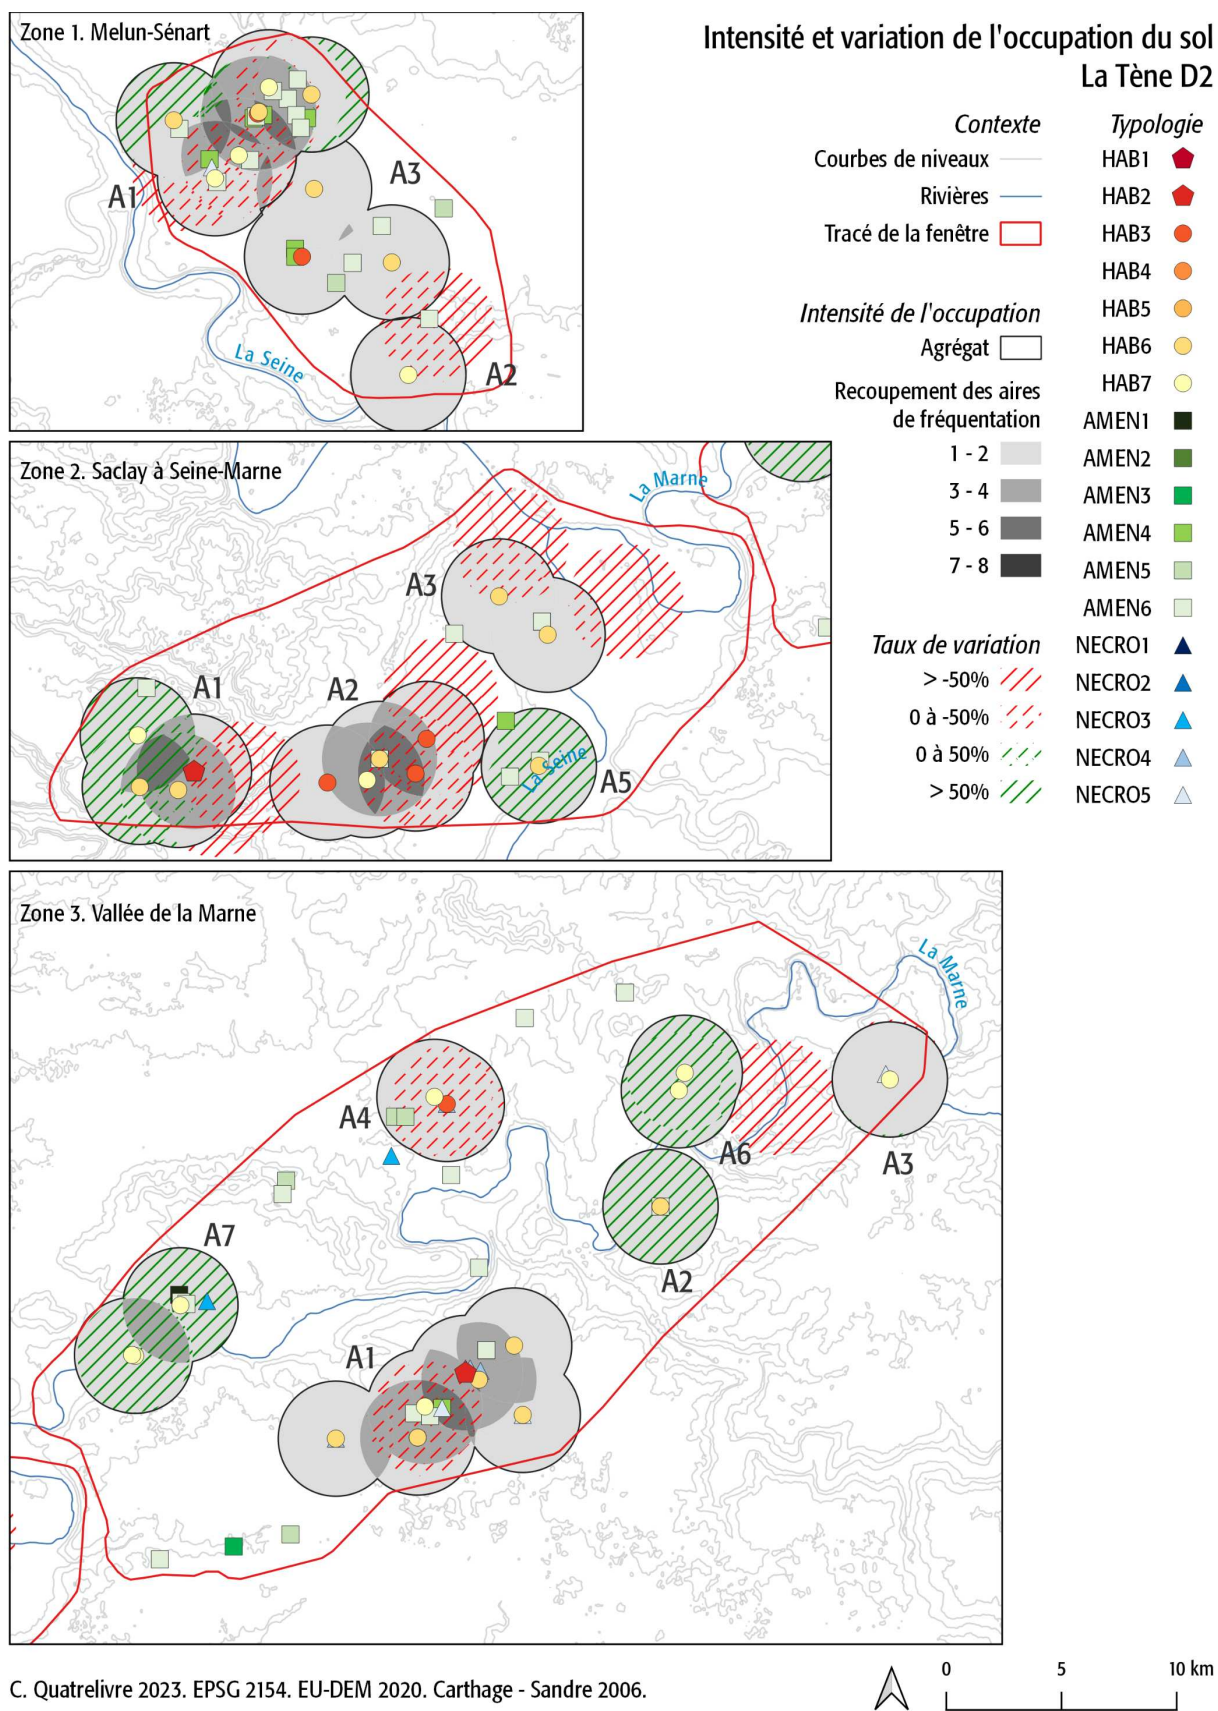 Zone 1. Melun-Sénart
A1
A3
A2
La Seine
Zone 2. Saclay à Seine-Marne
La Marne
A3
A1
A2
A5
La Seine
Zone 3. Vallée de la Marne
La Marne
A4
A6
A3
A2
A7
A1
Intensité et variation de l'occupation du sol
La Tène D2
Contexte
Courbes de niveaux
Rivières
Tracé de la fenêtre
Intensité de l'occupation
Agrégat
Recoupement des aires
de fréquentation
1 - 2
3 - 4
5 - 6
7 - 8
Taux de variation
> -50%
0 à -50%
0 à 50%
> 50%
Typologie
HAB1
HAB2
HAB3
HAB4
HAB5
HAB6
HAB7
AMEN1
AMEN2
AMEN3
AMEN4
AMEN5
AMEN6
NECRO1
NECRO2
NECRO3
NECRO4
NECRO5
C. Quatrelivre 2023. EPSG 2154. EU-DEM 2020. Carthage - Sandre 2006.
0 5 10 km